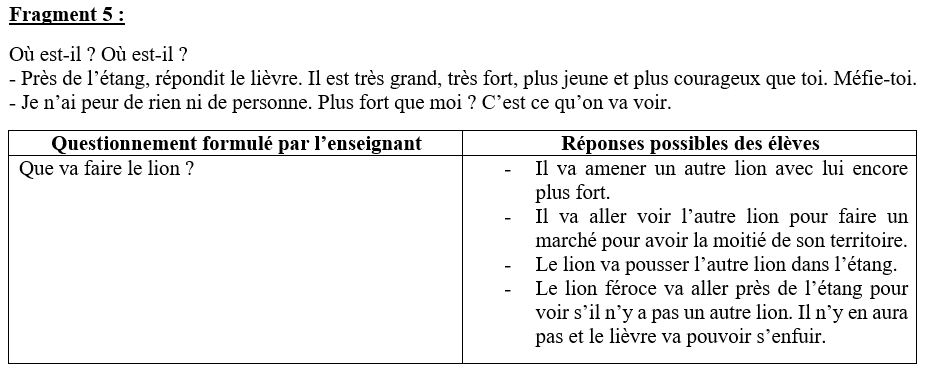 Fragment 5 :
Où est-il ? Où est-il ?
- Près de l’étang, répondit le lièvre. Il est très grand, très fort, plus jeune et plus courageux que toi. Méfie-toi.
- Je n’ai peur de rien ni de personne. Plus fort que moi ? C’est ce qu’on va voir.
Questionnement formulé par l’enseignant
Réponses possibles des élèves
Que va faire le lion ?
- Il va amener un autre lion avec lui encore
plus fort.
- Il va aller voir l’autre lion pour faire un
marché pour avoir la moitié de son territoire.
- Le lion va pousser l’autre lion dans l’étang.
- Le lion féroce va aller près de l’étang pour
voir s’il n’y a pas un autre lion. Il n’y en aura
pas et le lièvre va pouvoir s’enfuir.